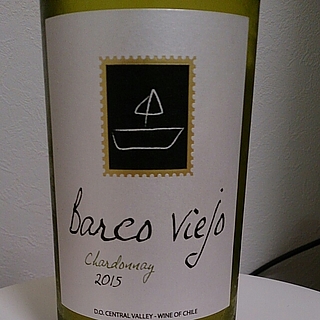 Barco Viejo
Chardonnay
2015
D.O. CENTRAL VALLEY - WINE OF CHILE